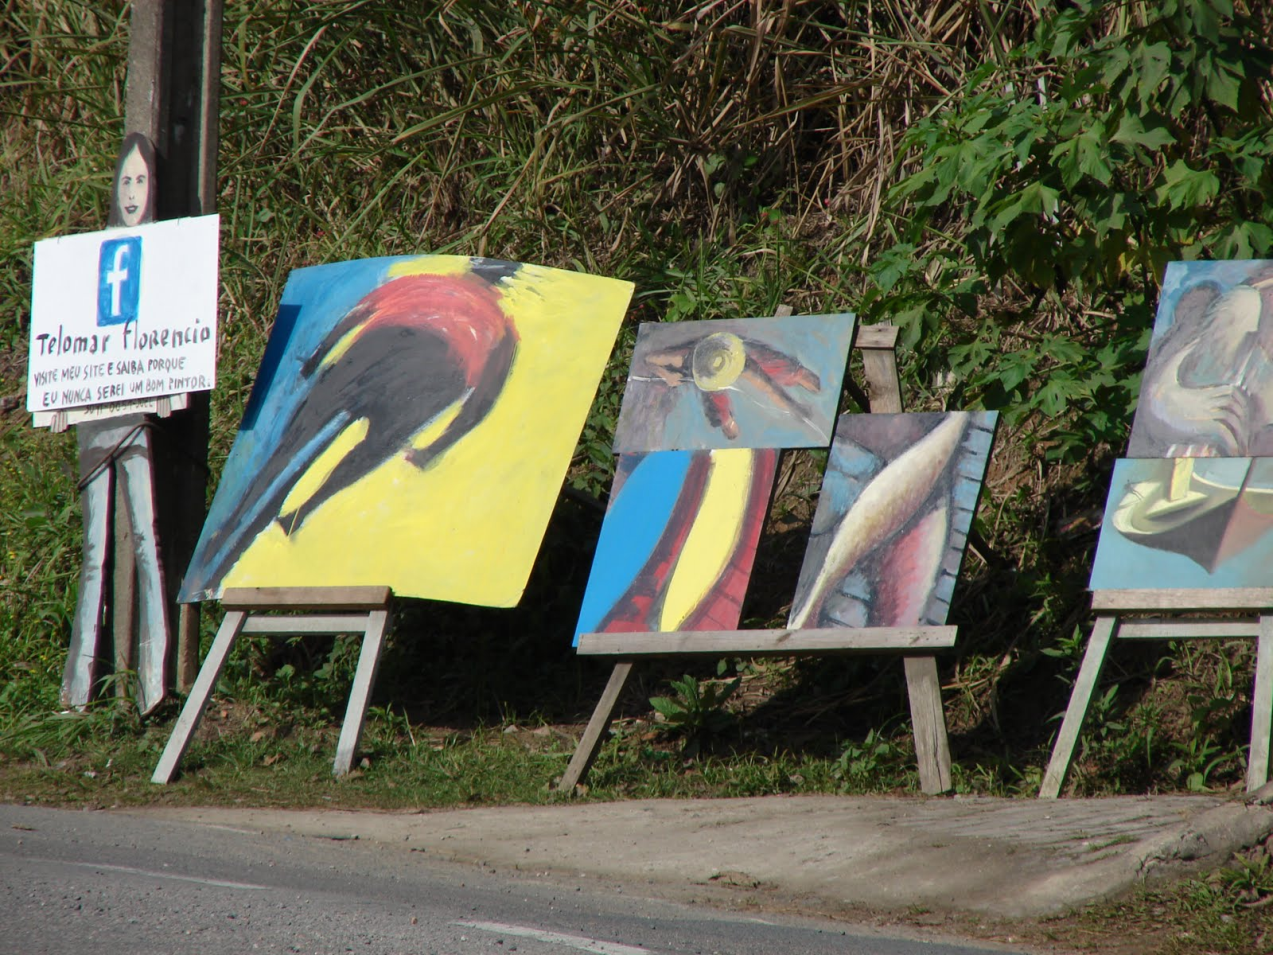 f
Telomar florencio
VISITE MEU SITE E SAIBA PORQUE
EU NUNCA SEREI UM BOM PINTOR.